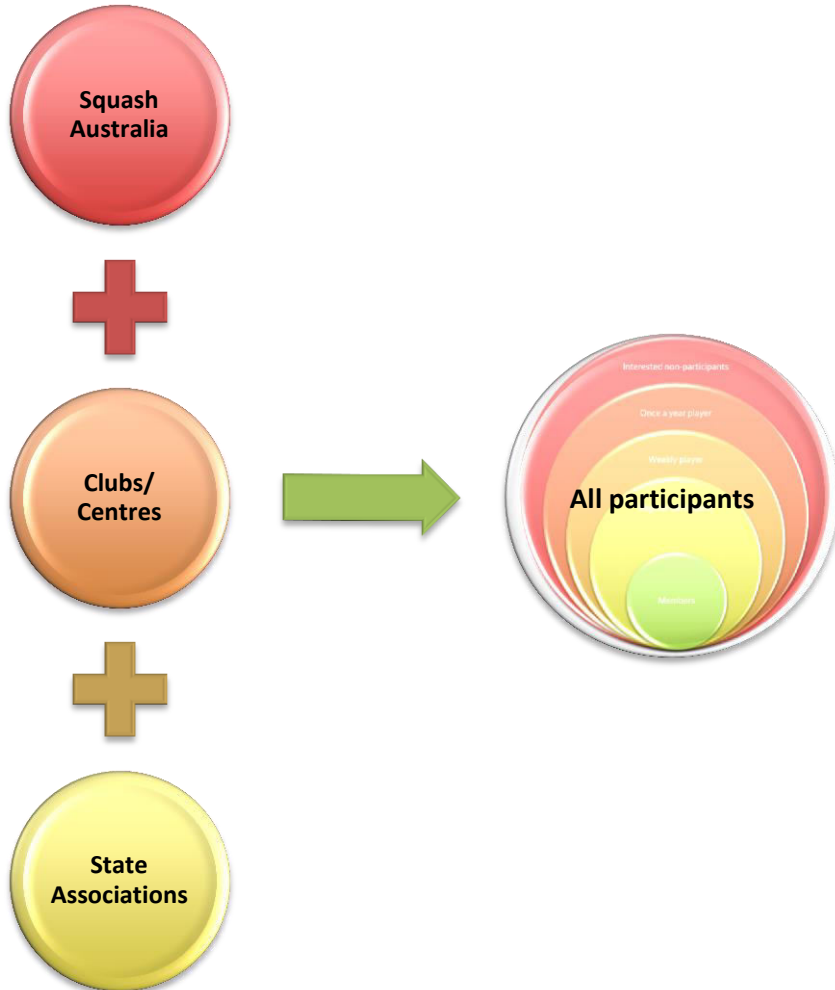 Squash
Australia
Clubs/
Centres
State
Associations
Interested non-participants
Once a year player
Weekly player
All participants
Members